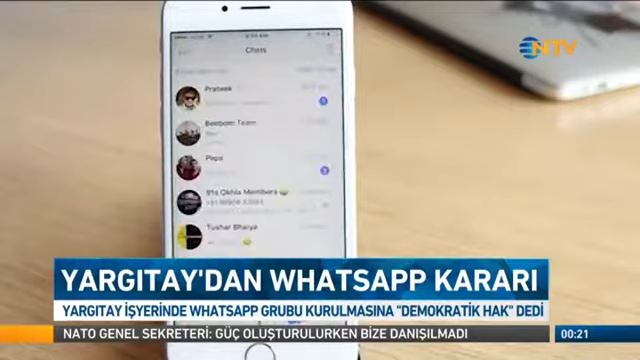 NTV
Chats
Prateek
Beebom Team
Papa
91s Okhla Members
Tushar Bhaiya
YARGITAY'DAN WHATSAPP KARARI
YARGITAY İŞYERİNDE WHATSAPP GRUBU KURULMASINA "DEMOKRATİK HAK" DEDİ
NATO GENEL SEKRETERİ: GÜÇ OLUŞTURULURKEN BİZE DANIŞILMADI
00:21